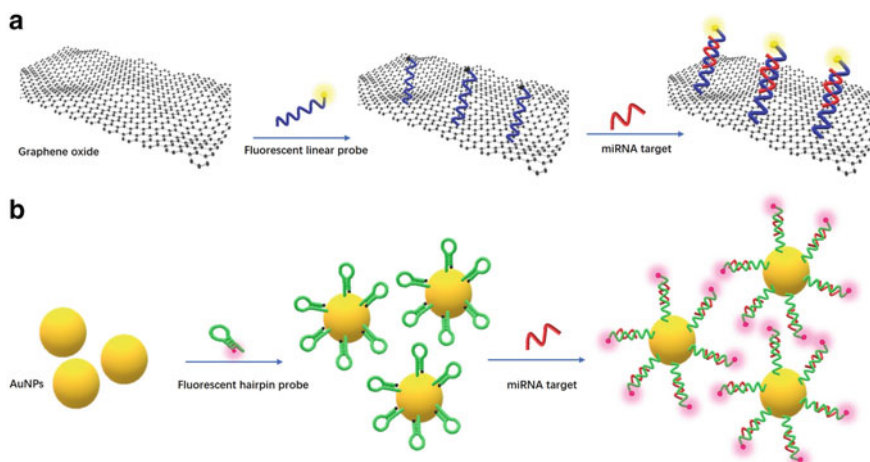 a
Graphene oxide
Fluorescent linear probe
miRNA target
b
AuNPs
Fluorescent hairpin probe
miRNA target